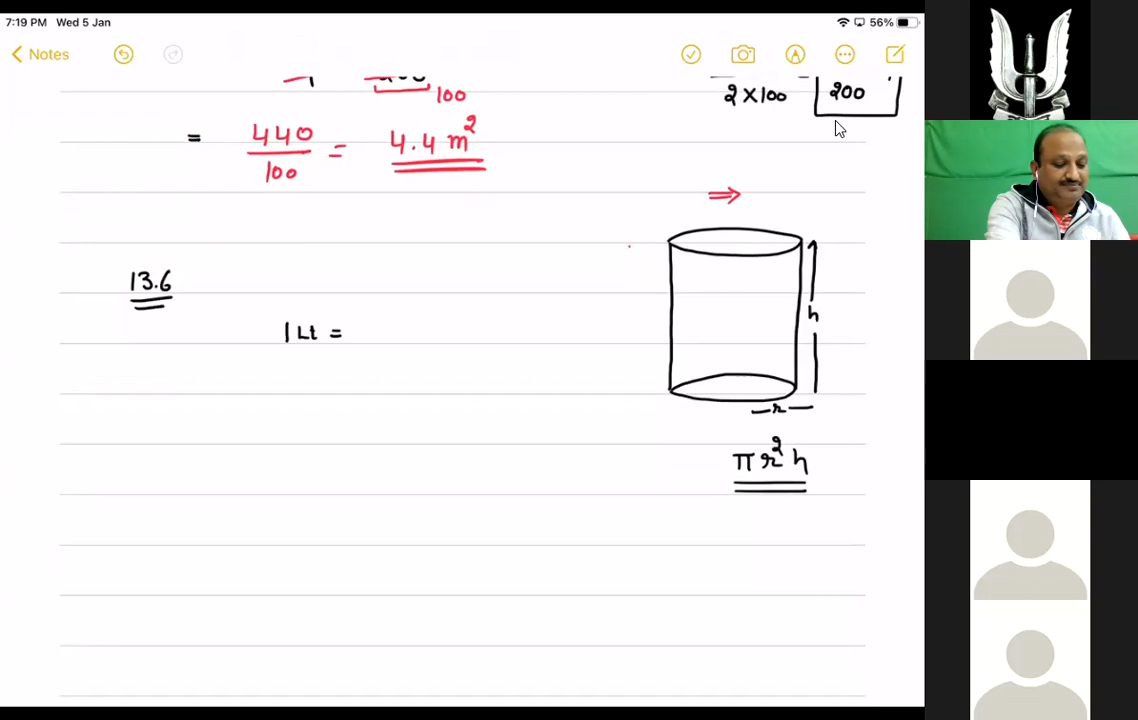 7:19 PM Wed 5 Jan
56%
Notes
100
2 × 100
200
= 440 / 100 = 4.4 m²
⇒
13.6
h
1 Lt =
r
πr²h